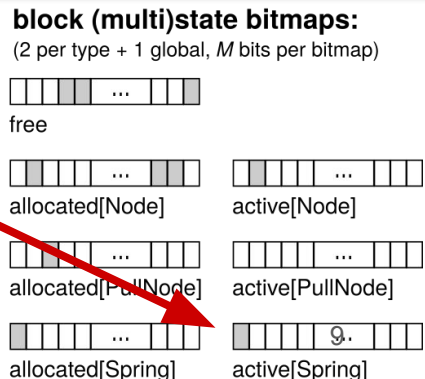 block (multi)state bitmaps:
(2 per type + 1 global, M bits per bitmap)
...
free
... ...
allocated[Node] active[Node]
... ...
allocated[PullNode] active[PullNode]
... 9...
allocated[Spring] active[Spring]